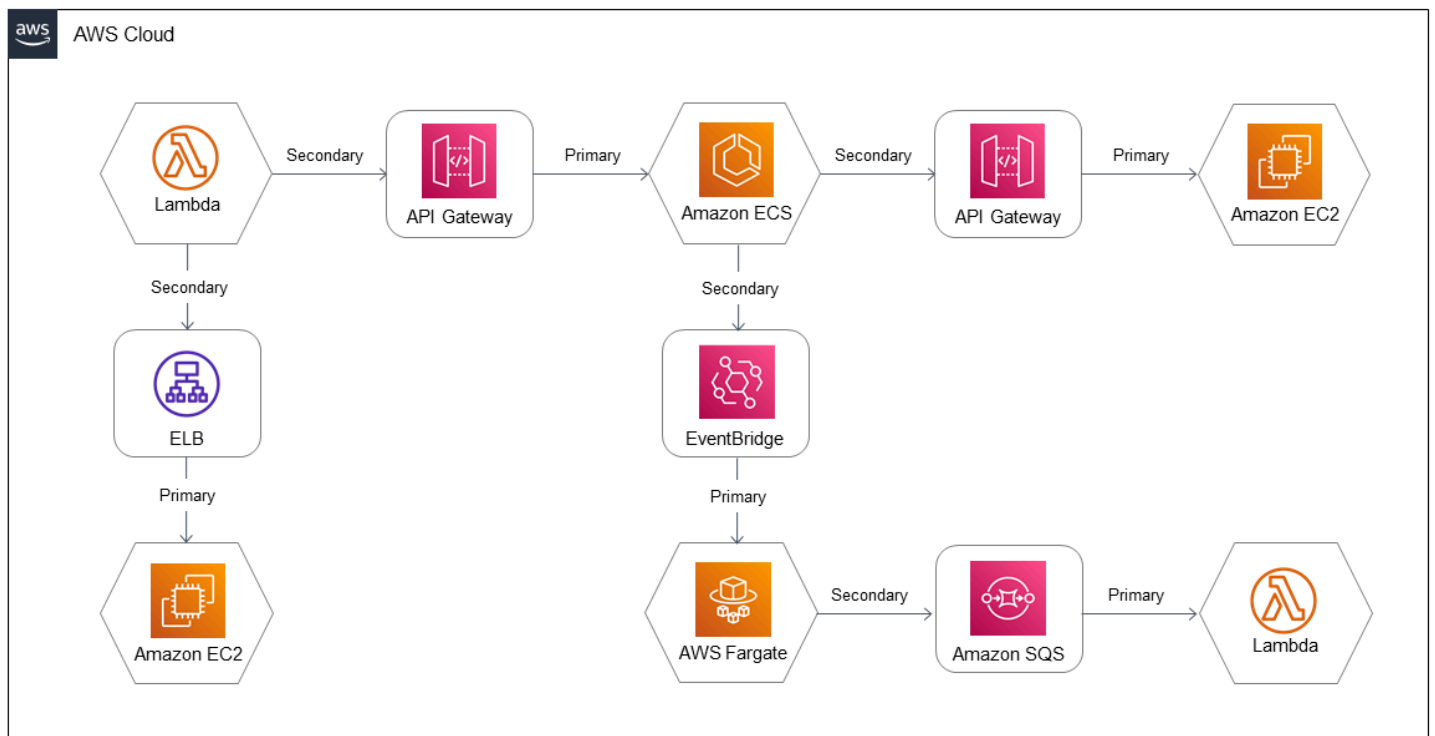 aws
AWS Cloud
Lambda
Secondary
API Gateway
Primary
Amazon ECS
Secondary
API Gateway
Primary
Amazon EC2
Secondary
Secondary
ELB
EventBridge
Primary
Primary
Amazon EC2
AWS Fargate
Secondary
Amazon SQS
Primary
Lambda